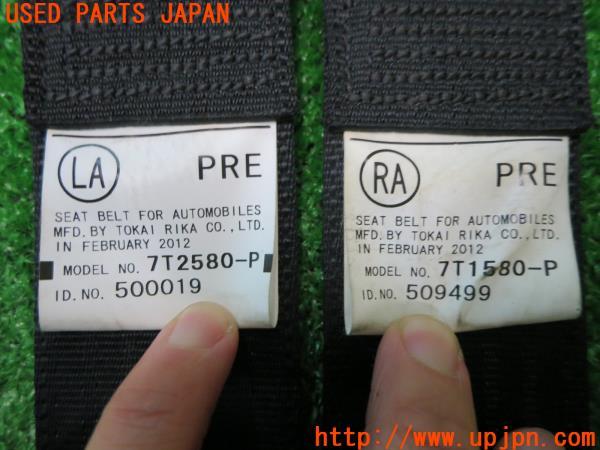 USED PARTS JAPAN
LA PRE
SEAT BELT FOR AUTOMOBILES
MFD. BY TOKAI RIKA CO., LTD.
IN FEBRUARY 2012
MODEL NO. 7T2580-P
ID. NO. 500019
RA PRE
SEAT BELT FOR AUTOMOBILES
MFD. BY TOKAI RIKA CO., LTD.
IN FEBRUARY 2012
MODEL NO. 7T1580-P
ID. NO. 509499
http://www.upjpn.com/